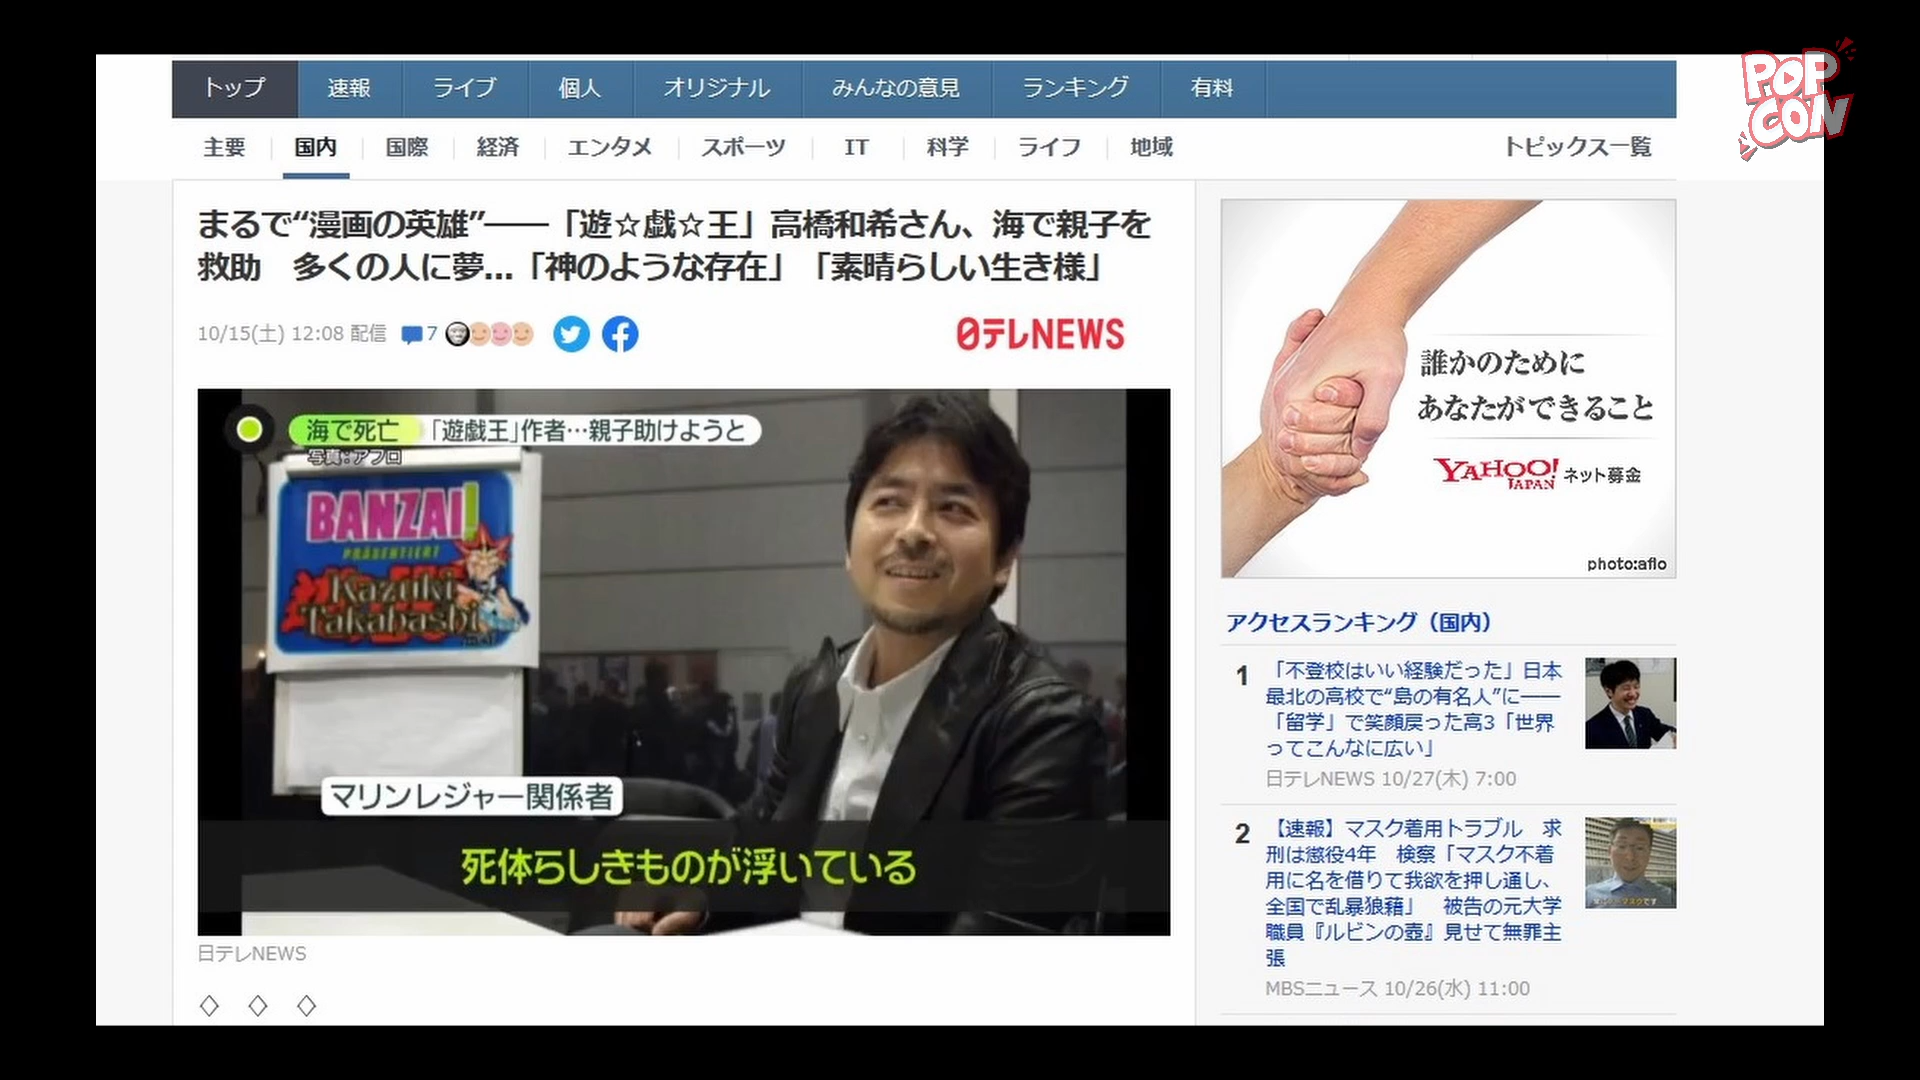 POP CON
トップ 速報 ライブ 個人 オリジナル みんなの意見 ランキング 有料
主要 国内 国際 経済 エンタメ スポーツ IT 科学 ライフ 地域 トピックス一覧
まるで“漫画の英雄”――「遊☆戯☆王」高橋和希さん、海で親子を
救助　多くの人に夢…「神のような存在」「素晴らしい生き様」
10/15(土) 12:08 配信 7
日テレNEWS
海で死亡 「遊戯王」作者…親子助けようと
写真:アフロ
BANZAI!
PRÄSENTIERT
Kazuki
Takahashi
マリンレジャー関係者
死体らしきものが浮いている
日テレNEWS
誰かのために
あなたができること
YAHOO! JAPAN ネット募金
photo:aflo
アクセスランキング（国内）
1
「不登校はいい経験だった」日本
最北の高校で“島の有名人”に――
「留学」で笑顔戻った高3「世界
ってこんなに広い」
日テレNEWS 10/27(木) 7:00
2
【速報】マスク着用トラブル　求
刑は懲役4年　検察「マスク不着
用に名を借りて我欲を押し通し、
全国で乱暴狼藉」　被告の元大学
職員『ルビンの壺』見せて無罪主
張
MBSニュース 10/26(水) 11:00